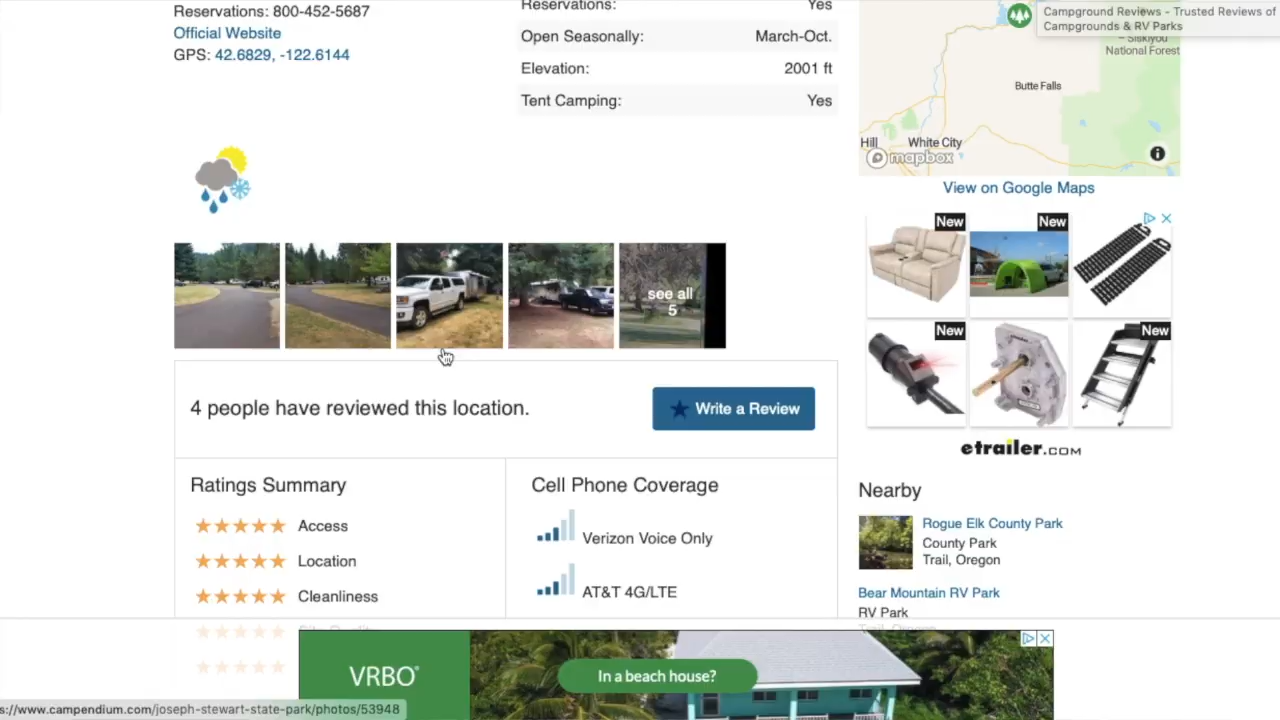 Reservations: 800-452-5687
Official Website
GPS: 42.6829, -122.6144
Reservations: Yes
Open Seasonally: March-Oct.
Elevation: 2001 ft
Tent Camping: Yes
Campground Reviews - Trusted Reviews of
Campgrounds & RV Parks
Siskiyou
National Forest
Butte Falls
Hill
White City
mapbox
View on Google Maps
New
New
New
New
etrailer.com
see all
5
4 people have reviewed this location.
Write a Review
Ratings Summary
Access
Location
Cleanliness
Cell Phone Coverage
Verizon Voice Only
AT&T 4G/LTE
Nearby
Rogue Elk County Park
County Park
Trail, Oregon
Bear Mountain RV Park
RV Park
Trail, Oregon
VRBO
In a beach house?
s://www.campendium.com/joseph-stewart-state-park/photos/53948